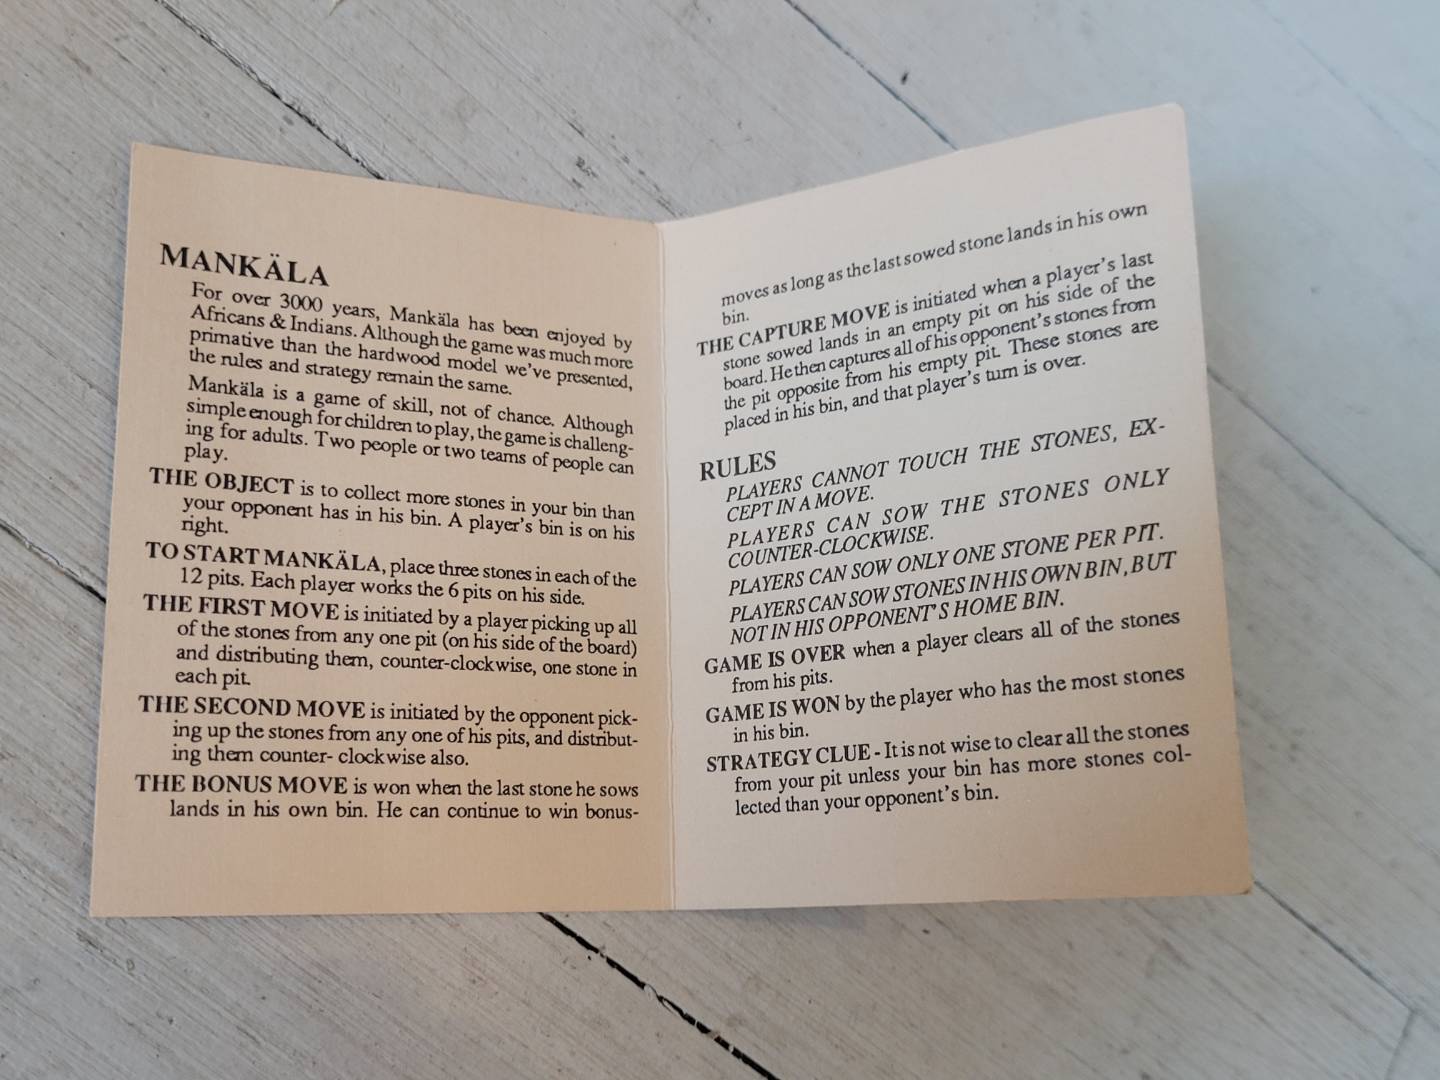 MANKÄLA
For over 3000 years, Mankäla has been enjoyed by
Africans & Indians. Although the game was much more
primative than the hardwood model we've presented,
the rules and strategy remain the same.
Mankäla is a game of skill, not of chance. Although
simple enough for children to play, the game is challeng-
ing for adults. Two people or two teams of people can
play.
THE OBJECT is to collect more stones in your bin than
your opponent has in his bin. A player's bin is on his
right.
TO START MANKÄLA, place three stones in each of the
12 pits. Each player works the 6 pits on his side.
THE FIRST MOVE is initiated by a player picking up all
of the stones from any one pit (on his side of the board)
and distributing them, counter-clockwise, one stone in
each pit.
THE SECOND MOVE is initiated by the opponent pick-
ing up the stones from any one of his pits, and distribut-
ing them counter- clockwise also.
THE BONUS MOVE is won when the last stone he sows
lands in his own bin. He can continue to win bonus-
moves as long as the last sowed stone lands in his own
bin.
THE CAPTURE MOVE is initiated when a player's last
stone sowed lands in an empty pit on his side of the
board. He then captures all of his opponent's stones from
the pit opposite from his empty pit. These stones are
placed in his bin, and that player's turn is over.
RULES
PLAYERS CANNOT TOUCH THE STONES, EX-
CEPT IN A MOVE.
PLAYERS CAN SOW THE STONES ONLY
COUNTER-CLOCKWISE.
PLAYERS CAN SOW ONLY ONE STONE PER PIT.
PLAYERS CAN SOW STONES IN HIS OWN BIN, BUT
NOT IN HIS OPPONENT'S HOME BIN.
GAME IS OVER when a player clears all of the stones
from his pits.
GAME IS WON by the player who has the most stones
in his bin.
STRATEGY CLUE - It is not wise to clear all the stones
from your pit unless your bin has more stones col-
lected than your opponent's bin.